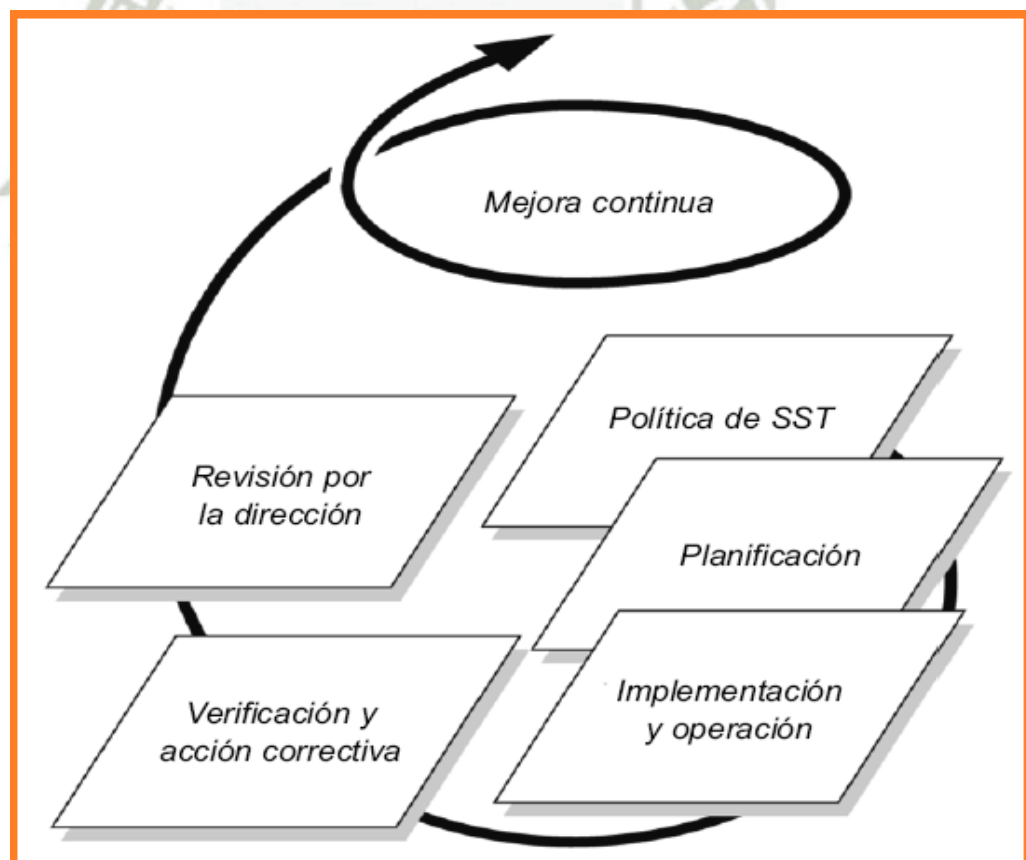 Mejora continua
Política de SST
Planificación
Implementación
y operación
Verificación y
acción correctiva
Revisión por
la dirección